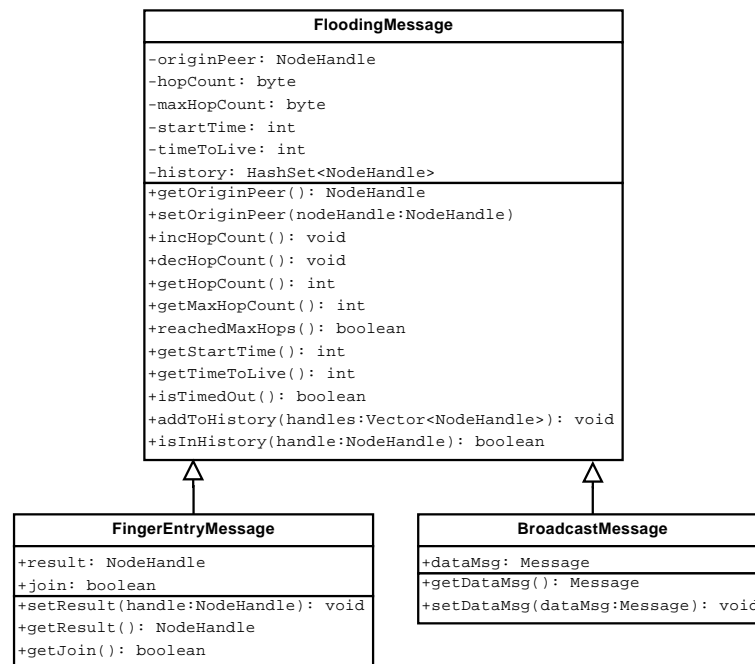 FloodingMessage
-originPeer: NodeHandle
-hopCount: byte
-maxHopCount: byte
-startTime: int
-timeToLive: int
-history: HashSet<NodeHandle>
+getOriginPeer(): NodeHandle
+setOriginPeer(nodeHandle:NodeHandle)
+incHopCount(): void
+decHopCount(): void
+getHopCount(): int
+getMaxHopCount(): int
+reachedMaxHops(): boolean
+getStartTime(): int
+getTimeToLive(): int
+isTimedOut(): boolean
+addToHistory(handles:Vector<NodeHandle>): void
+isInHistory(handle:NodeHandle): boolean
FingerEntryMessage
+result: NodeHandle
+join: boolean
+setResult(handle:NodeHandle): void
+getResult(): NodeHandle
+getJoin(): boolean
BroadcastMessage
+dataMsg: Message
+getDataMsg(): Message
+setDataMsg(dataMsg:Message): void